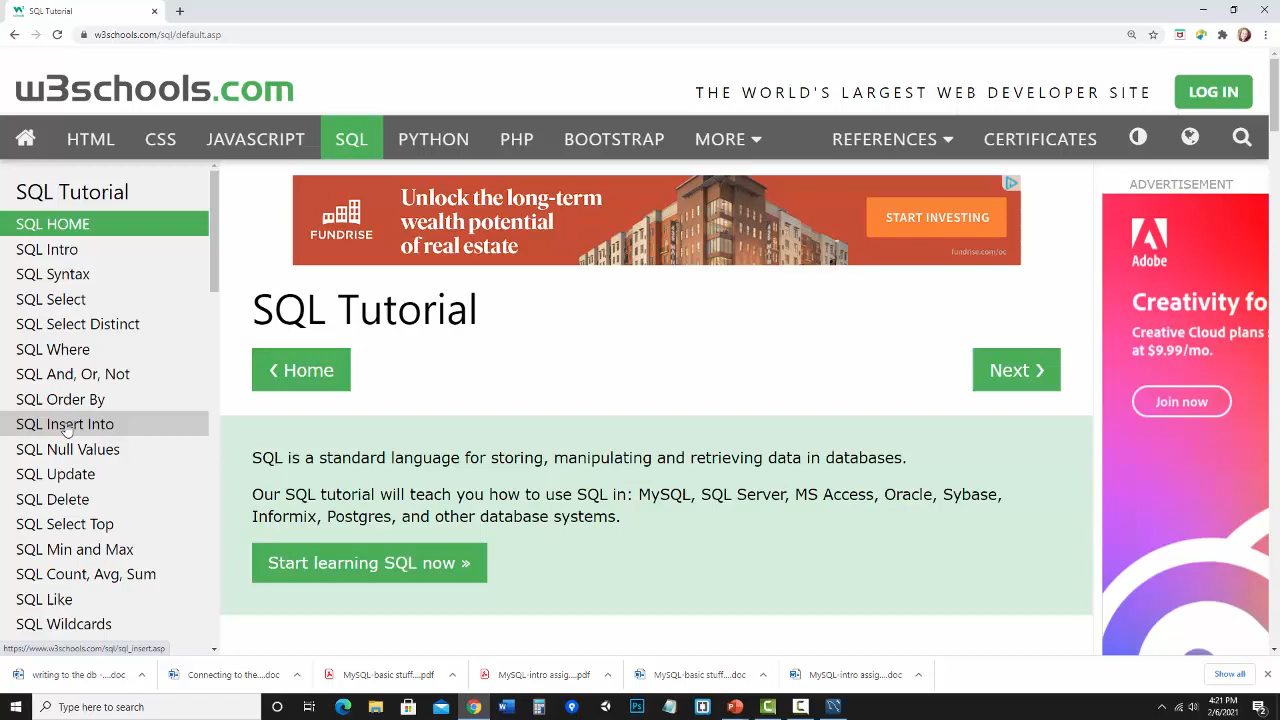 SQL Tutorial
w3schools.com/sql/default.asp
w3schools.com
THE WORLD'S LARGEST WEB DEVELOPER SITE
LOG IN
HTML CSS JAVASCRIPT SQL PYTHON PHP BOOTSTRAP MORE REFERENCES CERTIFICATES
SQL Tutorial
SQL HOME
SQL Intro
SQL Syntax
SQL Select
SQL Select Distinct
SQL Where
SQL And, Or, Not
SQL Order By
SQL Insert Into
SQL Null Values
SQL Update
SQL Delete
SQL Select Top
SQL Min and Max
SQL Count, Avg, Sum
SQL Like
SQL Wildcards
https://www.w3schools.com/sql/sql_insert.asp
FUNDRISE
Unlock the long-term
wealth potential
of real estate
START INVESTING
fundrise.com/oc
SQL Tutorial
❮ Home
Next ❯
SQL is a standard language for storing, manipulating and retrieving data in databases.
Our SQL tutorial will teach you how to use SQL in: MySQL, SQL Server, MS Access, Oracle, Sybase,
Informix, Postgres, and other database systems.
Start learning SQL now »
ADVERTISEMENT
Adobe
Creativity fo
Creative Cloud plans
at $9.99/mo.
Join now
writing to the db -....doc
Connecting to the....doc
MySQL-basic stuff....pdf
MySQL-intro assig....pdf
MySQL-basic stuff....doc
MySQL-intro assig....doc
Show all
Type here to search
4:21 PM
2/6/2021